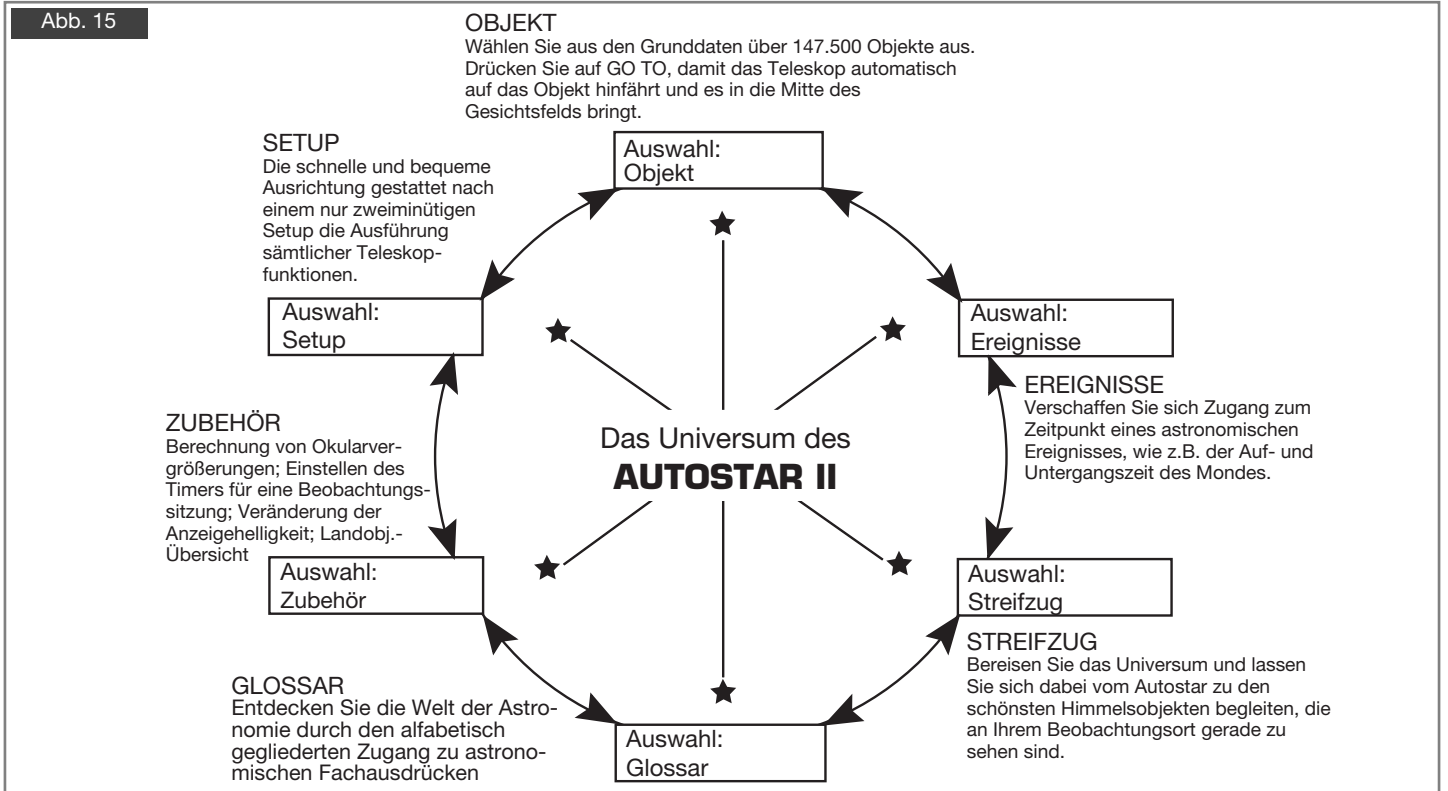 Abb. 15
OBJEKT
Wählen Sie aus den Grunddaten über 147.500 Objekte aus.
Drücken Sie auf GO TO, damit das Teleskop automatisch
auf das Objekt hinfährt und es in die Mitte des
Gesichtsfelds bringt.
SETUP
Die schnelle und bequeme
Ausrichtung gestattet nach
einem nur zweiminütigen
Setup die Ausführung
sämtlicher Teleskop-
funktionen.
Auswahl:
Objekt
Auswahl:
Setup
Auswahl:
Ereignisse
EREIGNISSE
Verschaffen Sie sich Zugang zum
Zeitpunkt eines astronomischen
Ereignisses, wie z.B. der Auf- und
Untergangszeit des Mondes.
ZUBEHÖR
Berechnung von Okularver-
größerungen; Einstellen des
Timers für eine Beobachtungs-
sitzung; Veränderung der
Anzeigehelligkeit; Landobj.-
Übersicht
Das Universum des
AUTOSTAR II
Auswahl:
Zubehör
Auswahl:
Streifzug
STREIFZUG
Bereisen Sie das Universum und lassen
Sie sich dabei vom Autostar zu den
schönsten Himmelsobjekten begleiten, die
an Ihrem Beobachtungsort gerade zu
sehen sind.
GLOSSAR
Entdecken Sie die Welt der Astro-
nomie durch den alfabetisch
gegliederten Zugang zu astrono-
mischen Fachausdrücken
Auswahl:
Glossar